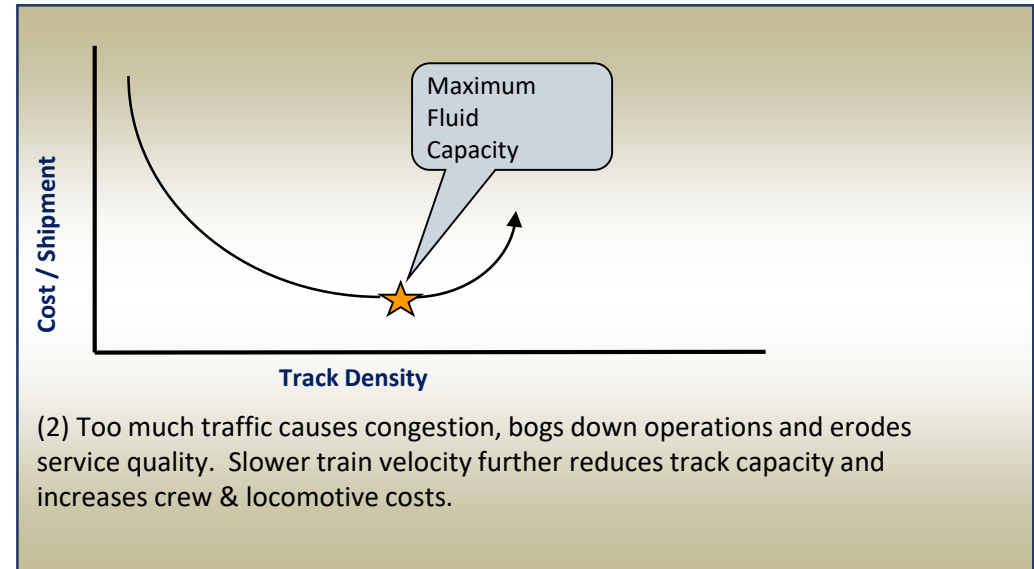 Maximum
Fluid
Capacity
Cost / Shipment
Track Density
(2) Too much traffic causes congestion, bogs down operations and erodes
service quality.  Slower train velocity further reduces track capacity and
increases crew & locomotive costs.